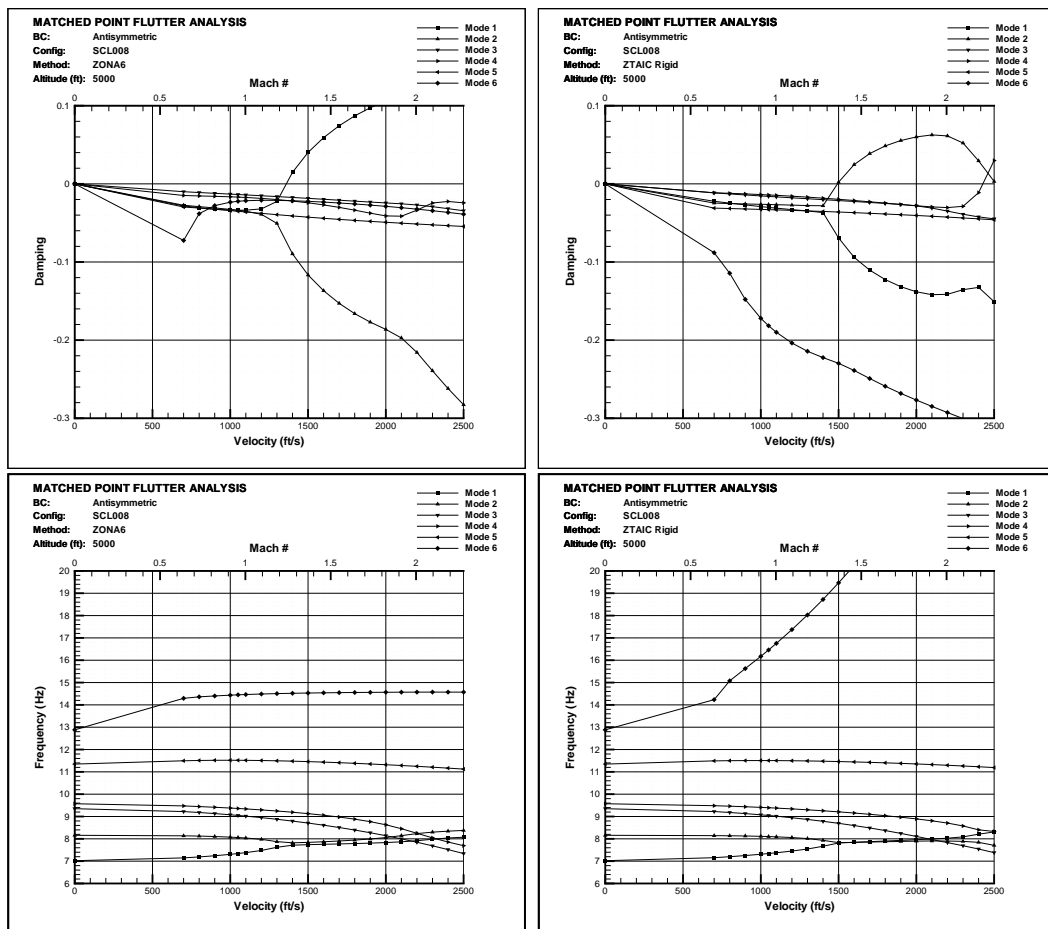 MATCHED POINT FLUTTER ANALYSIS
BC: Antisymmetric
Config: SCL008
Method: ZONA6
Altitude (ft): 5000
Mode 1
Mode 2
Mode 3
Mode 4
Mode 5
Mode 6
Mach #
0 0.5 1 1.5 2
0.1
0
-0.1
-0.2
-0.3
Damping
0 500 1000 1500 2000 2500
Velocity (ft/s)
MATCHED POINT FLUTTER ANALYSIS
BC: Antisymmetric
Config: SCL008
Method: ZTAIC Rigid
Altitude (ft): 5000
Mode 1
Mode 2
Mode 3
Mode 4
Mode 5
Mode 6
Mach #
0 0.5 1 1.5 2
0.1
0
-0.1
-0.2
-0.3
Damping
0 500 1000 1500 2000 2500
Velocity (ft/s)
MATCHED POINT FLUTTER ANALYSIS
BC: Antisymmetric
Config: SCL008
Method: ZONA6
Altitude (ft): 5000
Mode 1
Mode 2
Mode 3
Mode 4
Mode 5
Mode 6
Mach #
0 0.5 1 1.5 2
20
19
18
17
16
15
14
13
12
11
10
9
8
7
6
Frequency (Hz)
0 500 1000 1500 2000 2500
Velocity (ft/s)
MATCHED POINT FLUTTER ANALYSIS
BC: Antisymmetric
Config: SCL008
Method: ZTAIC Rigid
Altitude (ft): 5000
Mode 1
Mode 2
Mode 3
Mode 4
Mode 5
Mode 6
Mach #
0 0.5 1 1.5 2
20
19
18
17
16
15
14
13
12
11
10
9
8
7
6
Frequency (Hz)
0 500 1000 1500 2000 2500
Velocity (ft/s)